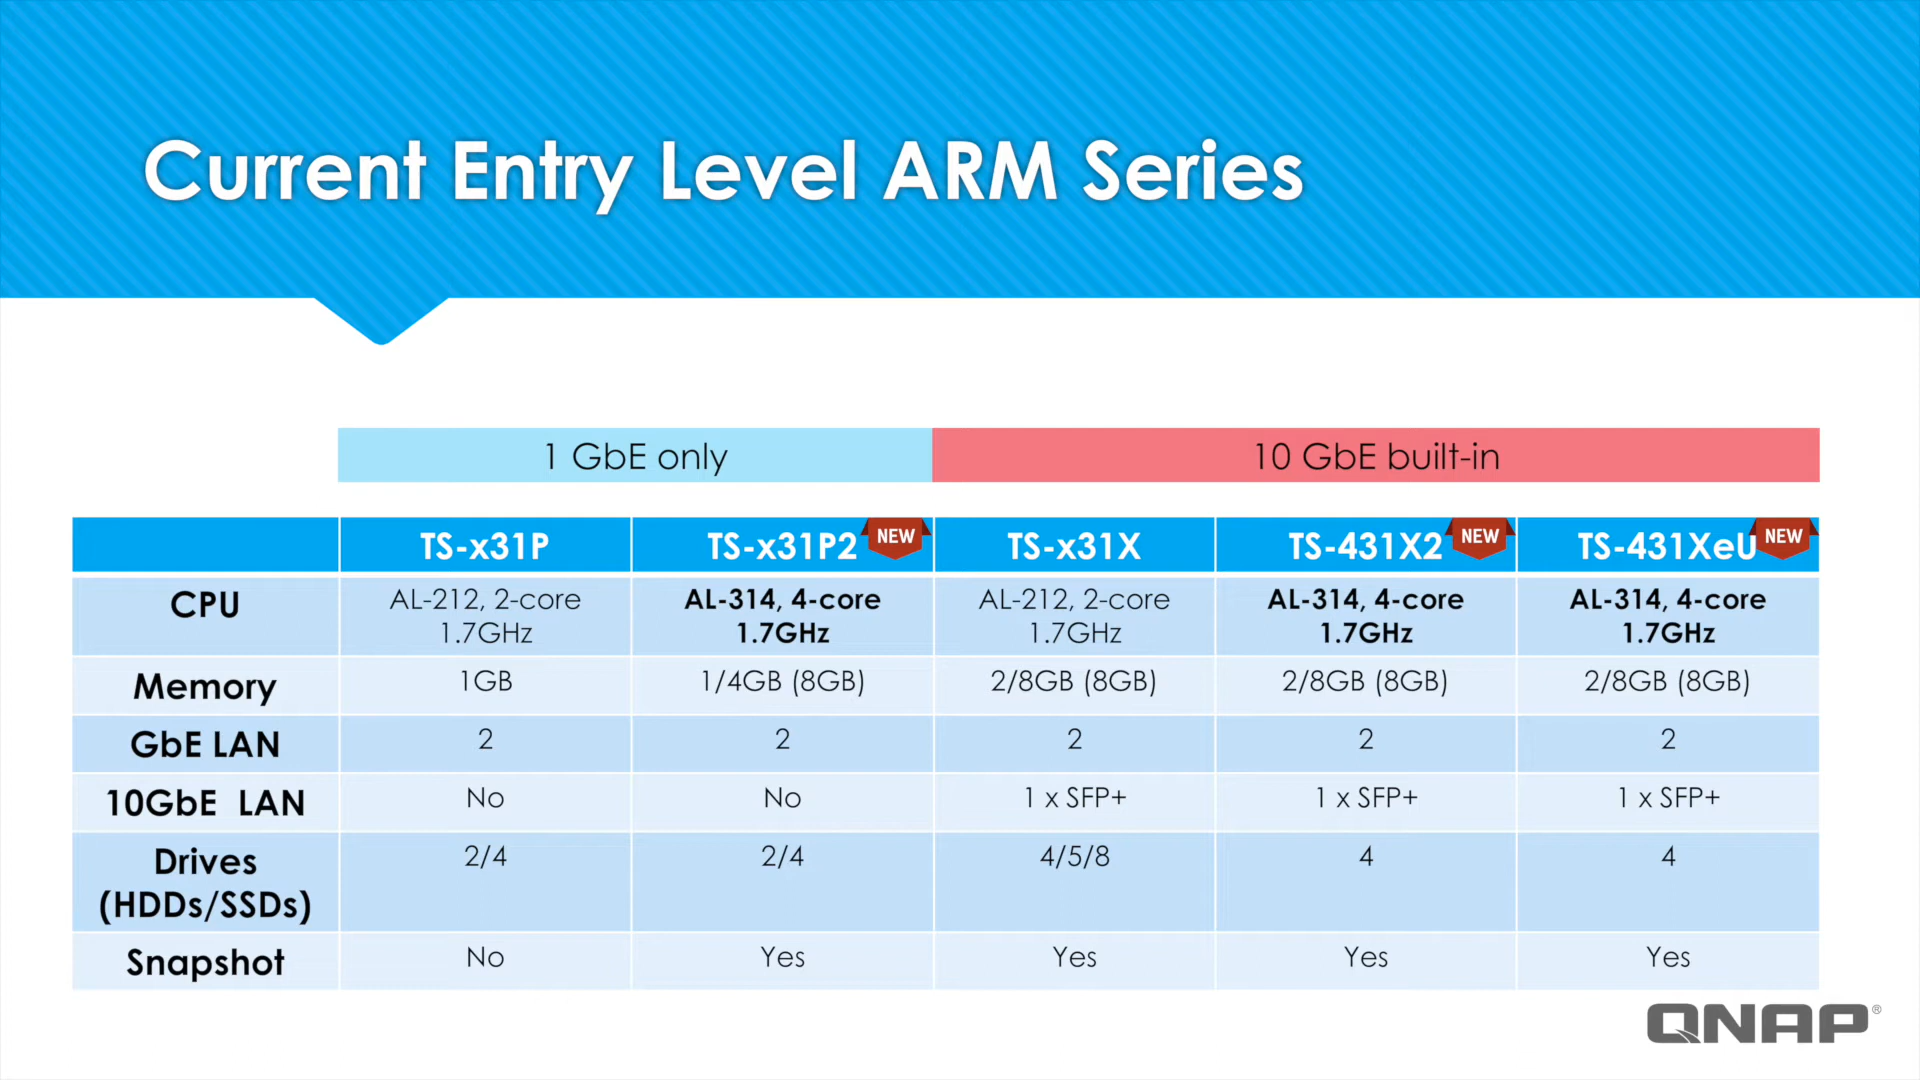 Current Entry Level ARM Series
1 GbE only 10 GbE built-in
TS-x31P TS-x31P2 NEW TS-x31X TS-431X2 NEW TS-431XeU NEW
CPU AL-212, 2-core 1.7GHz AL-314, 4-core 1.7GHz AL-212, 2-core 1.7GHz AL-314, 4-core 1.7GHz AL-314, 4-core 1.7GHz
Memory 1GB 1/4GB (8GB) 2/8GB (8GB) 2/8GB (8GB) 2/8GB (8GB)
GbE LAN 2 2 2 2 2
10GbE LAN No No 1 x SFP+ 1 x SFP+ 1 x SFP+
Drives (HDDs/SSDs) 2/4 2/4 4/5/8 4 4
Snapshot No Yes Yes Yes Yes
QNAP®